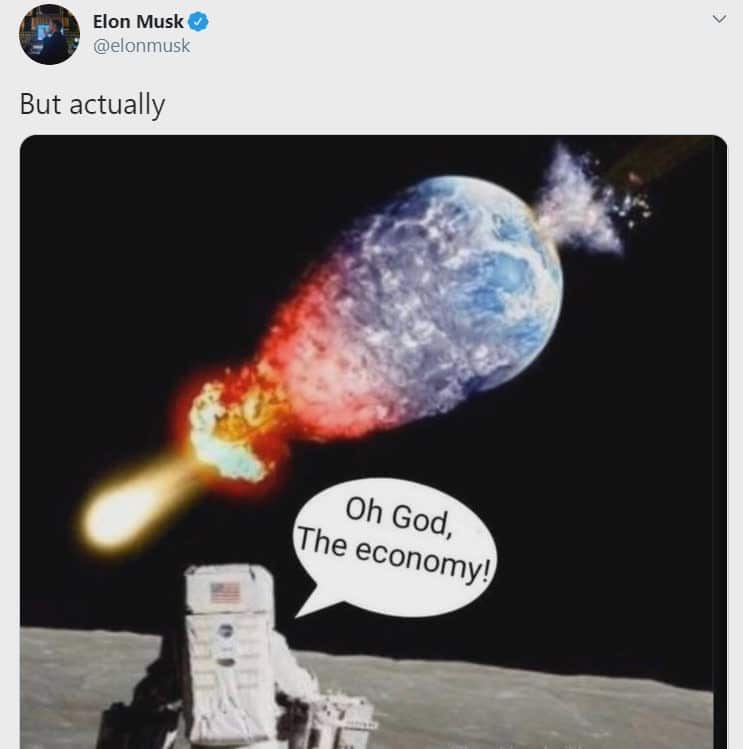 Elon Musk
@elonmusk
But actually
Oh God,
The economy!